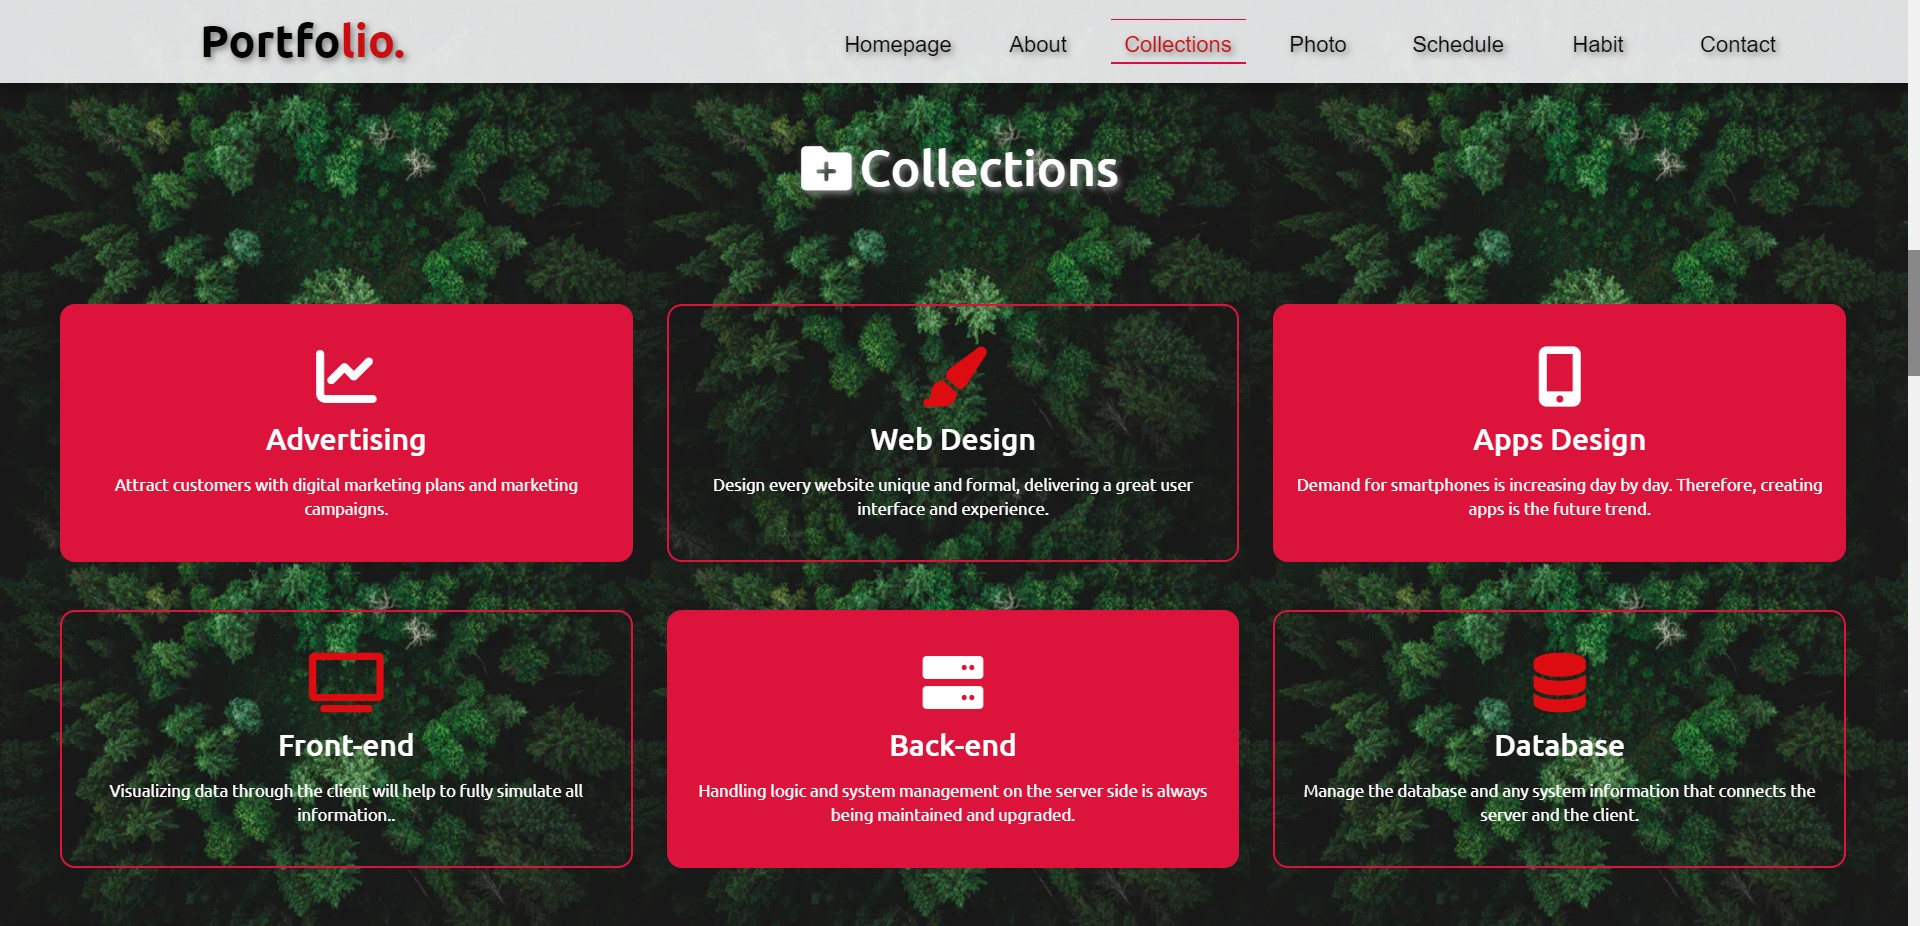 Portfolio.
Homepage About Collections Photo Schedule Habit Contact
Collections
Advertising
Attract customers with digital marketing plans and marketing
campaigns.
Web Design
Design every website unique and formal, delivering a great user
interface and experience.
Apps Design
Demand for smartphones is increasing day by day. Therefore, creating
apps is the future trend.
Front-end
Visualizing data through the client will help to fully simulate all
information..
Back-end
Handling logic and system management on the server side is always
being maintained and upgraded.
Database
Manage the database and any system information that connects the
server and the client.